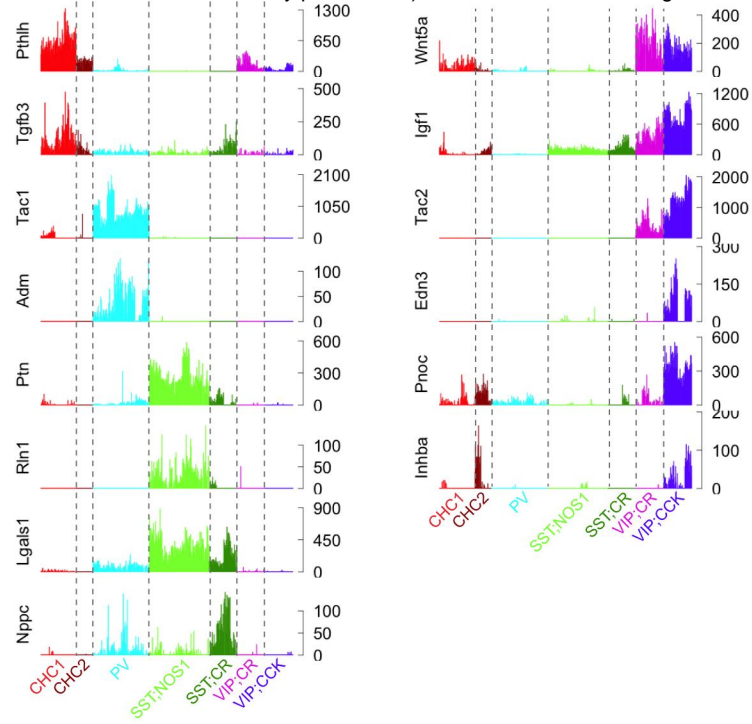 Pthlh
1300
650
0
Tgfb3
500
250
0
Tac1
2100
1050
0
Adm
100
50
0
Ptn
600
300
0
Rln1
100
50
0
Lgals1
900
450
0
Nppc
100
50
0
CHC1
CHC2
PV
SST;NOS1
SST;CR
VIP;CR
VIP;CCK
Wnt5a
400
200
0
Igf1
1200
600
0
Tac2
2000
1000
0
Edn3
300
150
0
Pnoc
600
300
0
Inhba
200
100
0
CHC1
CHC2
PV
SST;NOS1
SST;CR
VIP;CR
VIP;CCK